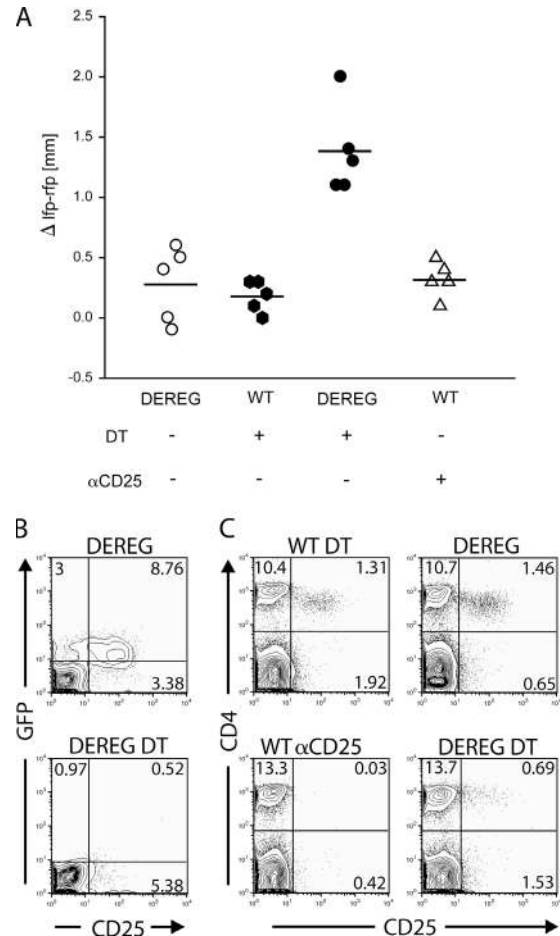 A
Δ lfp-rfp [mm]
2.0
1.5
1.0
0.5
0.0
-0.5
DEREG WT DEREG WT
DT - + + -
αCD25 - - - +
B C
DEREG WT DT DEREG
3 8.76 10.4 1.31 10.7 1.46
3.38 1.92 0.65
DEREG DT WT αCD25 DEREG DT
0.97 0.52 13.3 0.03 13.7 0.69
5.38 0.42 1.53
GFP
CD4
CD25 CD25